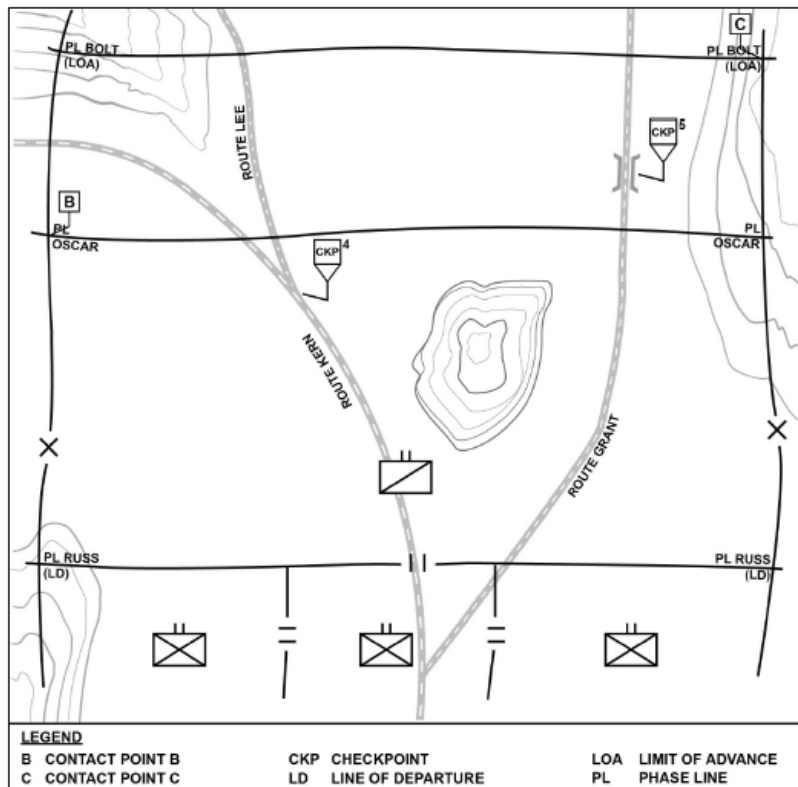 C
B
PL BOLT
(LOA)
PL BOLT
(LOA)
ROUTE LEE
CKP 5
B
PL
OSCAR
PL
OSCAR
CKP 4
ROUTE KERN
ROUTE GRANT
PL RUSS
(LD)
PL RUSS
(LD)
LEGEND
B CONTACT POINT B
C CONTACT POINT C
CKP CHECKPOINT
LD LINE OF DEPARTURE
LOA LIMIT OF ADVANCE
PL PHASE LINE